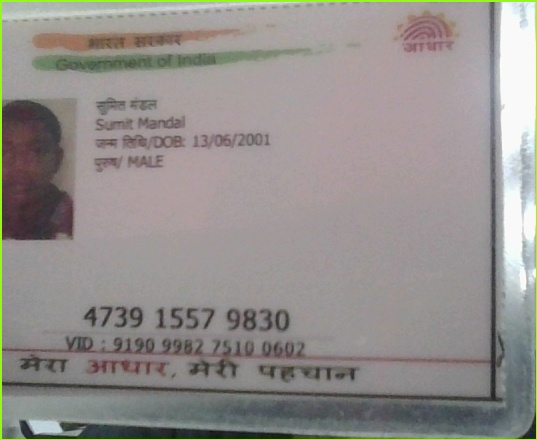 भारत सरकार
Government of India
आधार
सुमित मंडल
Sumit Mandal
जन्म तिथि/DOB: 13/06/2001
पुरुष/ MALE
4739 1557 9830
VID : 9190 9982 7510 0602
मेरा आधार, मेरी पहचान